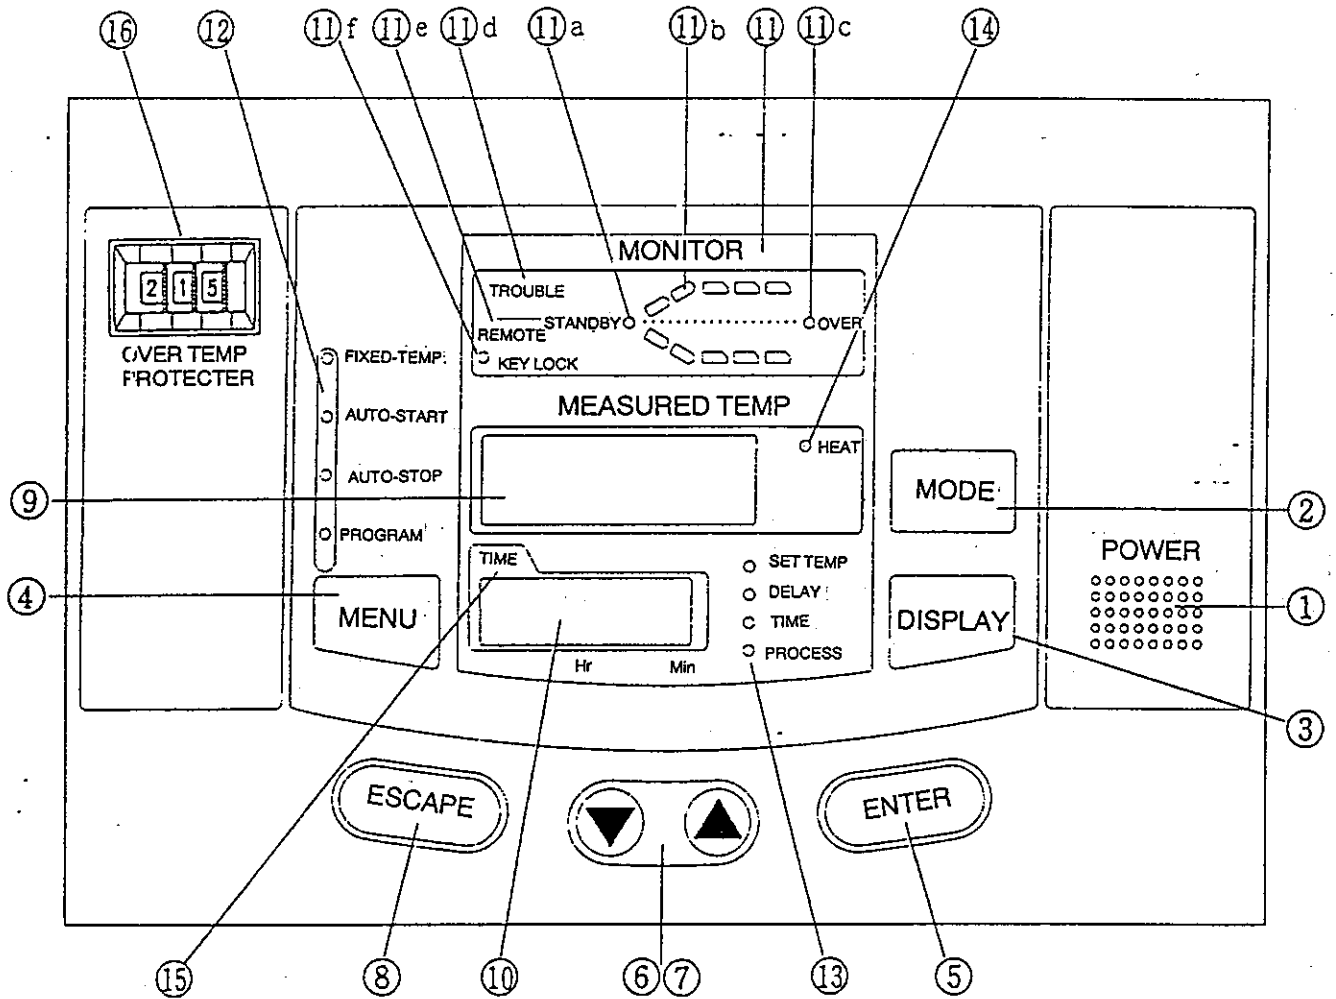 ⑯ ⑫ ⑪f ⑪e ⑪d ⑪a ⑪b ⑪ ⑪c ⑭
MONITOR
TROUBLE
STANDBY OVER
REMOTE
KEY LOCK
2 1 5
OVER TEMP
PROTECTER
FIXED-TEMP.
AUTO-START
AUTO-STOP
PROGRAM
MEASURED TEMP
HEAT
⑨
MODE
②
TIME
SET TEMP
DELAY
TIME
PROCESS
Hr Min
④
MENU
DISPLAY
POWER
①
③
ESCAPE
▼ ▲
ENTER
⑮ ⑧ ⑩ ⑥⑦ ⑬ ⑤